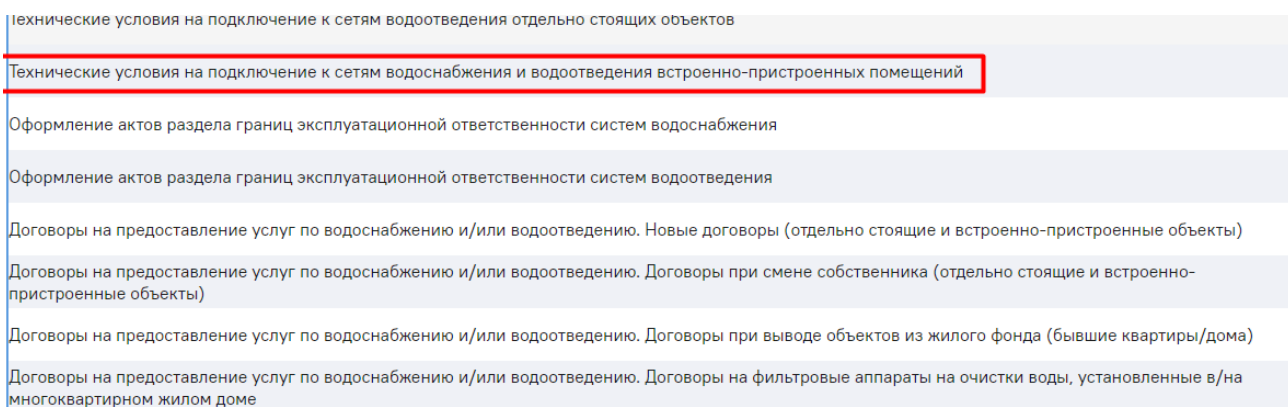 Технические условия на подключение к сетям водоотведения отдельно стоящих объектов
Технические условия на подключение к сетям водоснабжения и водоотведения встроенно-пристроенных помещений
Оформление актов раздела границ эксплуатационной ответственности систем водоснабжения
Оформление актов раздела границ эксплуатационной ответственности систем водоотведения
Договоры на предоставление услуг по водоснабжению и/или водоотведению. Новые договоры (отдельно стоящие и встроенно-пристроенные объекты)
Договоры на предоставление услуг по водоснабжению и/или водоотведению. Договоры при смене собственника (отдельно стоящие и встроенно-
пристроенные объекты)
Договоры на предоставление услуг по водоснабжению и/или водоотведению. Договоры при выводе объектов из жилого фонда (бывшие квартиры/дома)
Договоры на предоставление услуг по водоснабжению и/или водоотведению. Договоры на фильтровые аппараты на очистки воды, установленные в/на
многоквартирном жилом доме